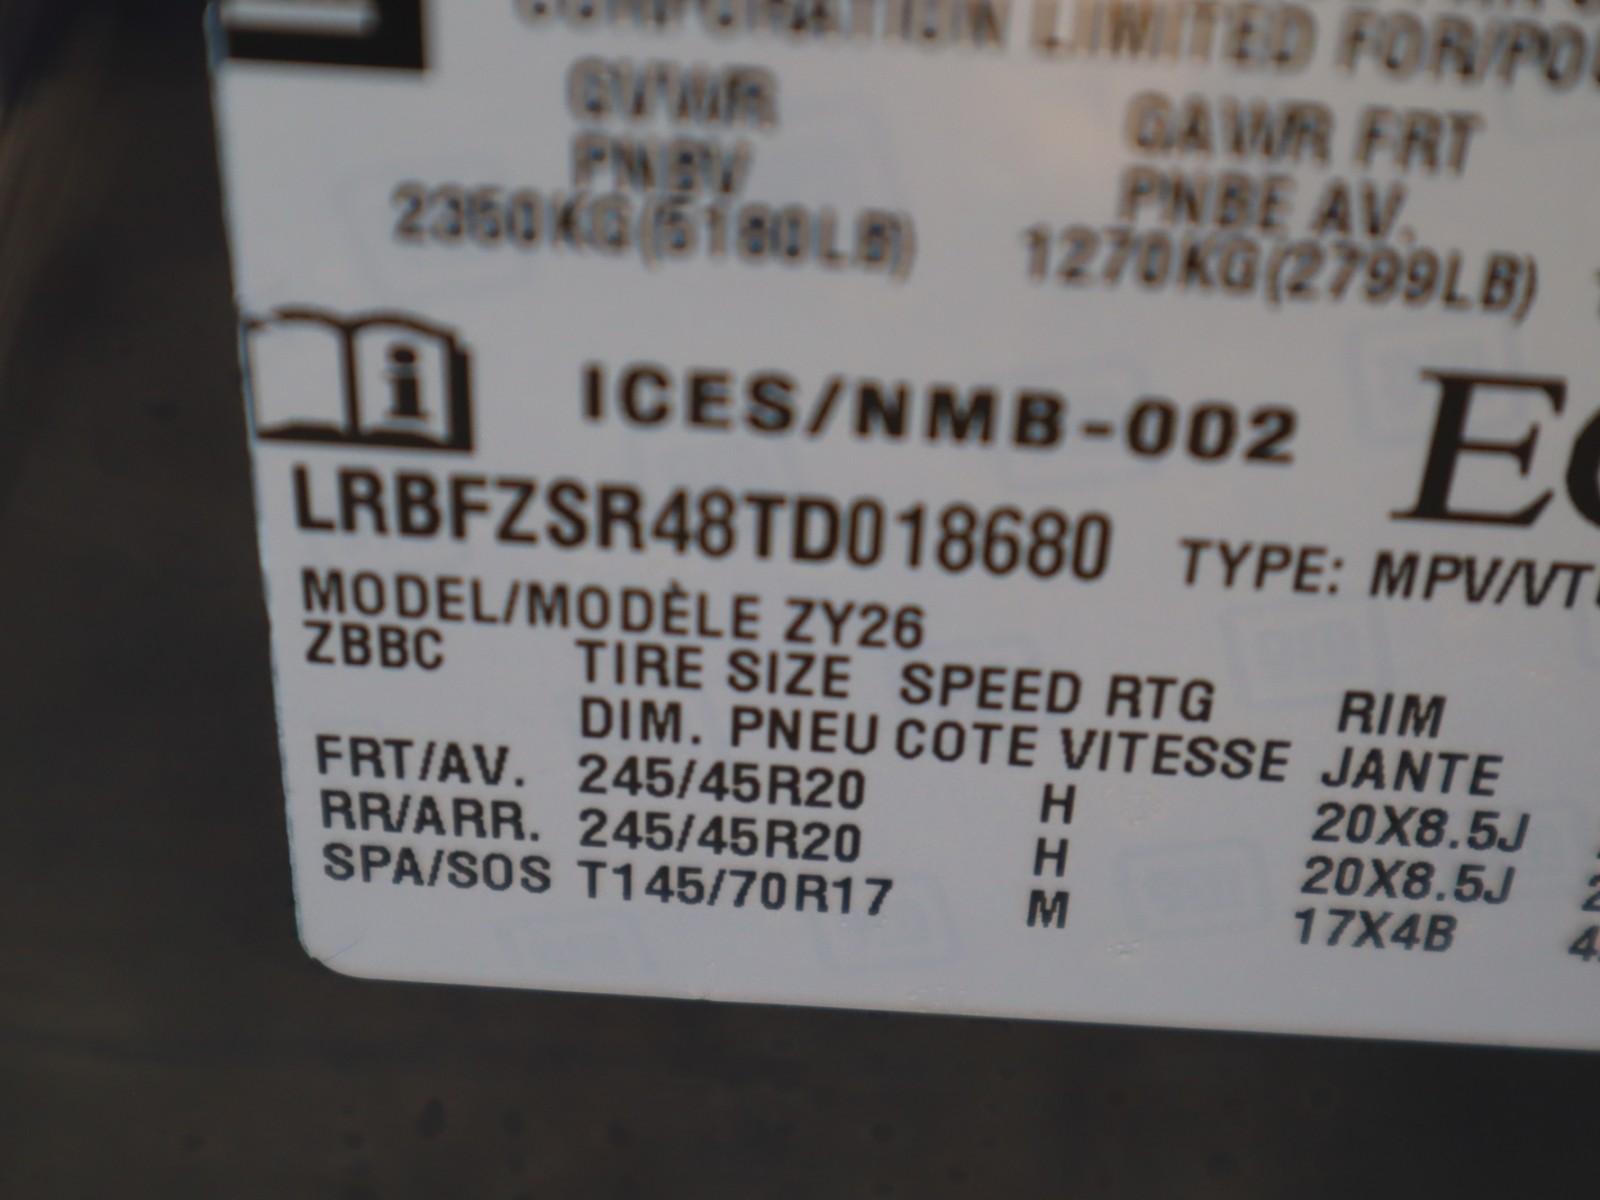 CORPORATION LIMITED FOR/POU
GVWR
PNBV
GAWR FRT
PNBE AV.
2350KG(5180LB)
1270KG(2799LB)
ICES/NMB-002
LRBFZSR48TD018680
TYPE: MPV/VT
MODEL/MODÈLE ZY26
ZBBC
TIRE SIZE SPEED RTG RIM
DIM. PNEU COTE VITESSE JANTE
FRT/AV. 245/45R20 H 20X8.5J
RR/ARR. 245/45R20 H 20X8.5J
SPA/SOS T145/70R17 M 17X4B